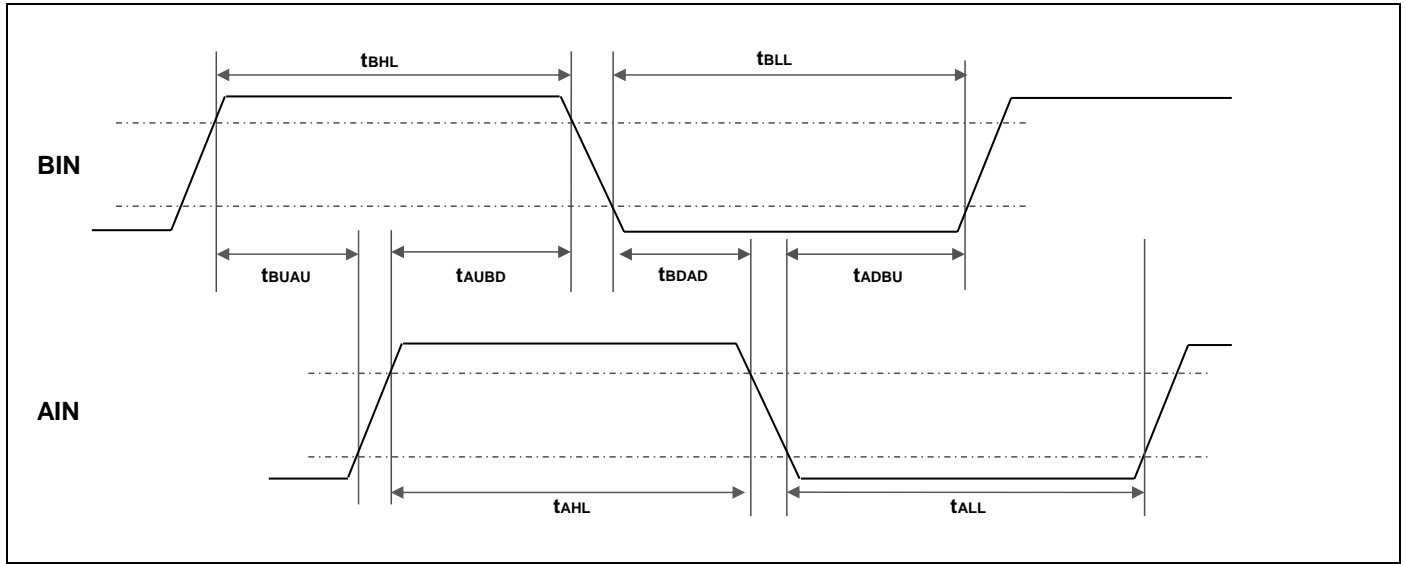 tBHL
tBLL
BIN
tBUAU
tAUBD
tBDAD
tADBU
AIN
tAHL
tALL